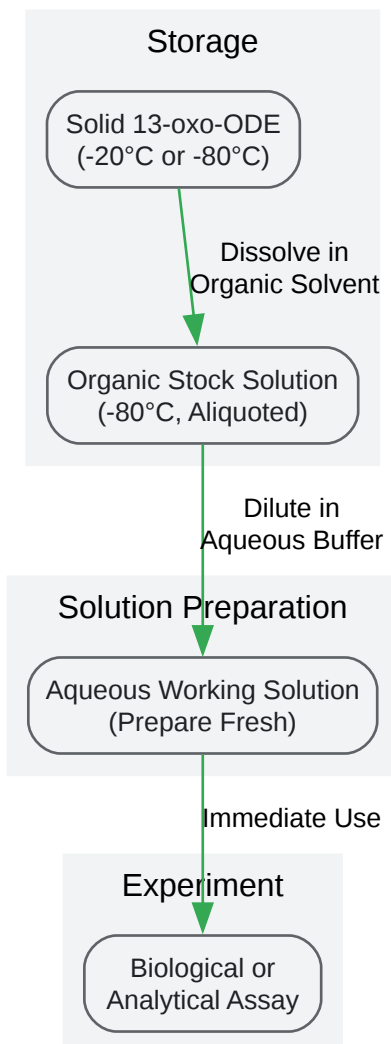 Storage
Solid 13-oxo-ODE
(-20°C or -80°C)
Dissolve in
Organic Solvent
Organic Stock Solution
(-80°C, Aliquoted)
Dilute in
Aqueous Buffer
Solution Preparation
Aqueous Working Solution
(Prepare Fresh)
Immediate Use
Experiment
Biological or
Analytical Assay